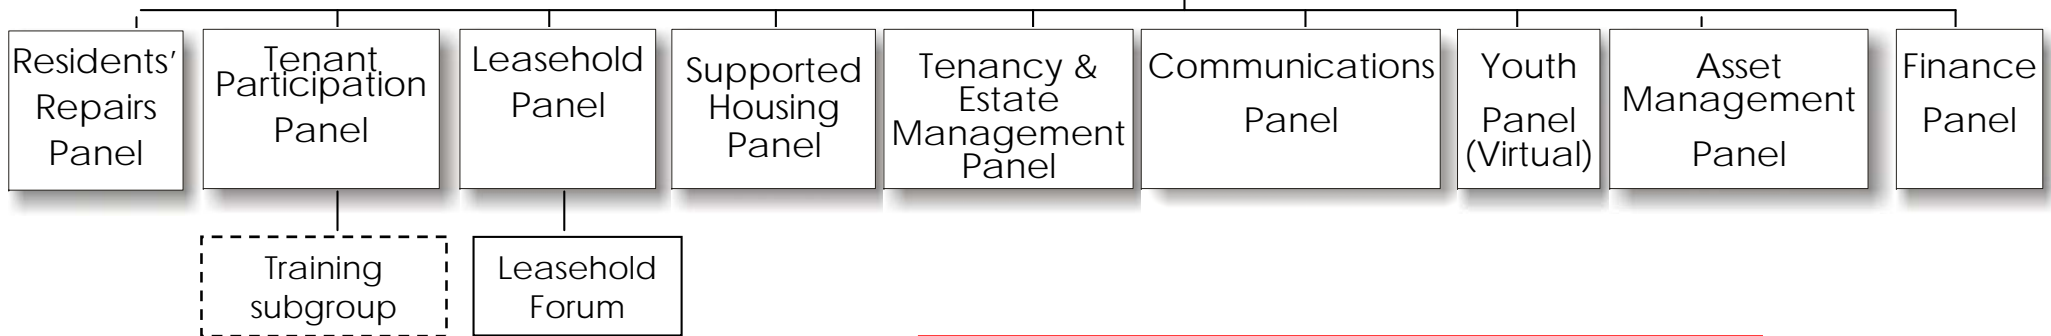 Residents'
Repairs
Panel
Tenant
Participation
Panel
Leasehold
Panel
Supported
Housing
Panel
Tenancy &
Estate
Management
Panel
Communications
Panel
Youth
Panel
(Virtual)
Asset
Management
Panel
Finance
Panel
Training
subgroup
Leasehold
Forum